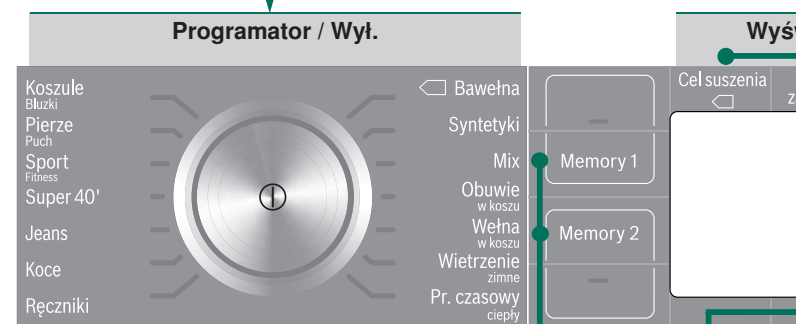 Programator / Wył.
Koszule
Bluzki
Pierze
Puch
Sport
Fitness
Super 40'
Jeans
Koce
Ręczniki
Bawełna
Syntetyki
Mix
Obuwie
w koszu
Wełna
w koszu
Wietrzenie
zimne
Pr. czasowy
ciepły
Memory 1
Memory 2
Cel suszenia